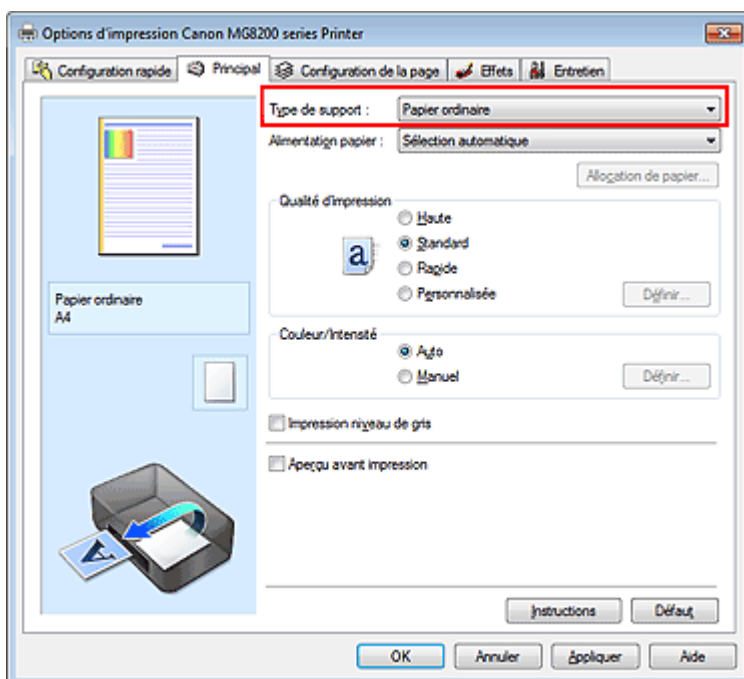 Options d'impression Canon MG8200 series Printer
Configuration rapide Principal Configuration de la page Effets Entretien
Type de support : Papier ordinaire
Alimentation papier : Sélection automatique
Allocation de papier...
Qualité d'impression
Haute
a Standard
Rapide
Personnalisée Définir...
Papier ordinaire
A4
Couleur/Intensité
Auto
Manuel Définir...
Impression niveau de gris
Aperçu avant impression
A
Instructions Défaut
OK Annuler Appliquer Aide